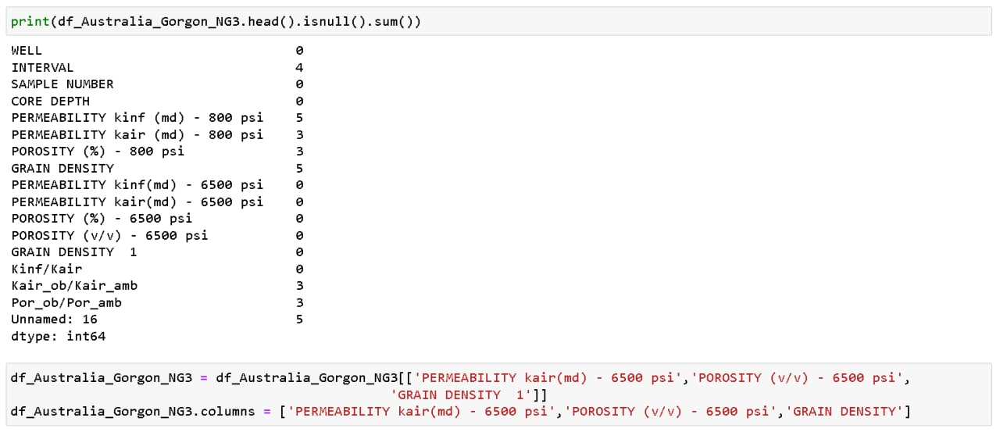 print(df_Australia_Gorgon_NG3.head().isnull().sum())
WELL 0
INTERVAL 4
SAMPLE NUMBER 0
CORE DEPTH 0
PERMEABILITY kinf (md) - 800 psi 5
PERMEABILITY kair (md) - 800 psi 3
POROSITY (%) - 800 psi 3
GRAIN DENSITY 5
PERMEABILITY kinf(md) - 6500 psi 0
PERMEABILITY kair(md) - 6500 psi 0
POROSITY (%) - 6500 psi 0
POROSITY (v/v) - 6500 psi 0
GRAIN DENSITY  1 0
Kinf/Kair 0
Kair_ob/Kair_amb 3
Por_ob/Por_amb 3
Unnamed: 16 5
dtype: int64
df_Australia_Gorgon_NG3 = df_Australia_Gorgon_NG3[['PERMEABILITY kair(md) - 6500 psi','POROSITY (v/v) - 6500 psi',
'GRAIN DENSITY  1']]
df_Australia_Gorgon_NG3.columns = ['PERMEABILITY kair(md) - 6500 psi','POROSITY (v/v) - 6500 psi','GRAIN DENSITY']